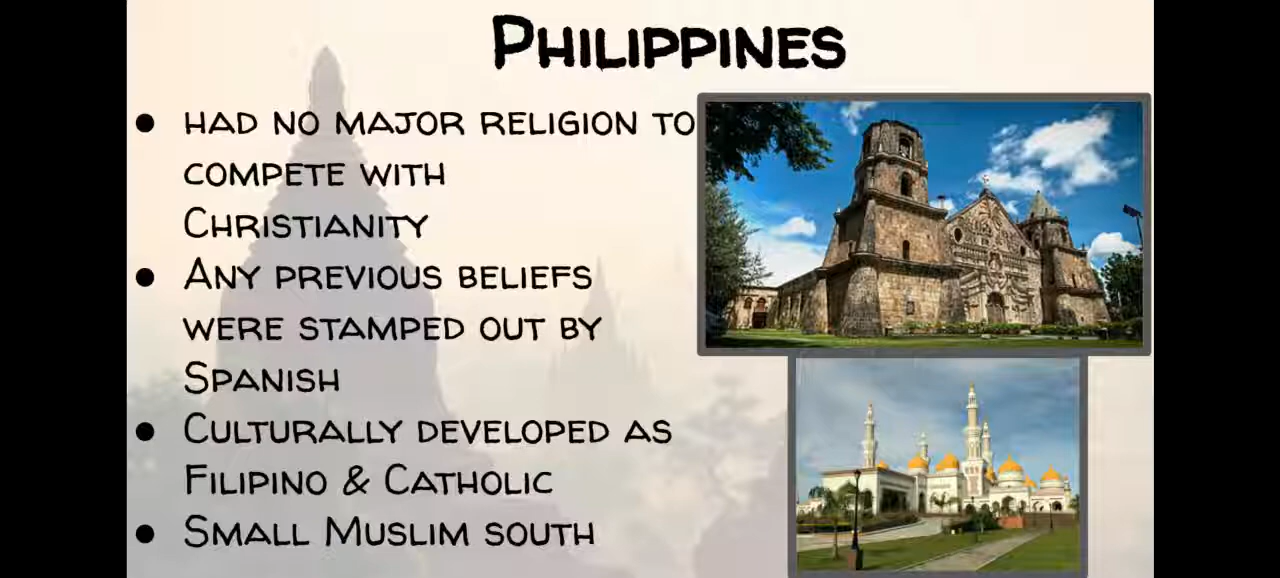 Philippines
● had no major religion to
compete with
Christianity
● Any previous beliefs
were stamped out by
Spanish
● Culturally developed as
Filipino & Catholic
● Small Muslim south